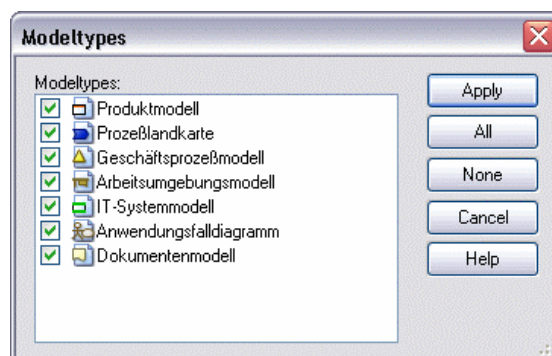 Modeltypes
Modeltypes:
Produktmodell
Prozeßlandkarte
Geschäftsprozeßmodell
Arbeitsumgebungsmodell
IT-Systemmodell
Anwendungsfalldiagramm
Dokumentenmodell
Apply
All
None
Cancel
Help